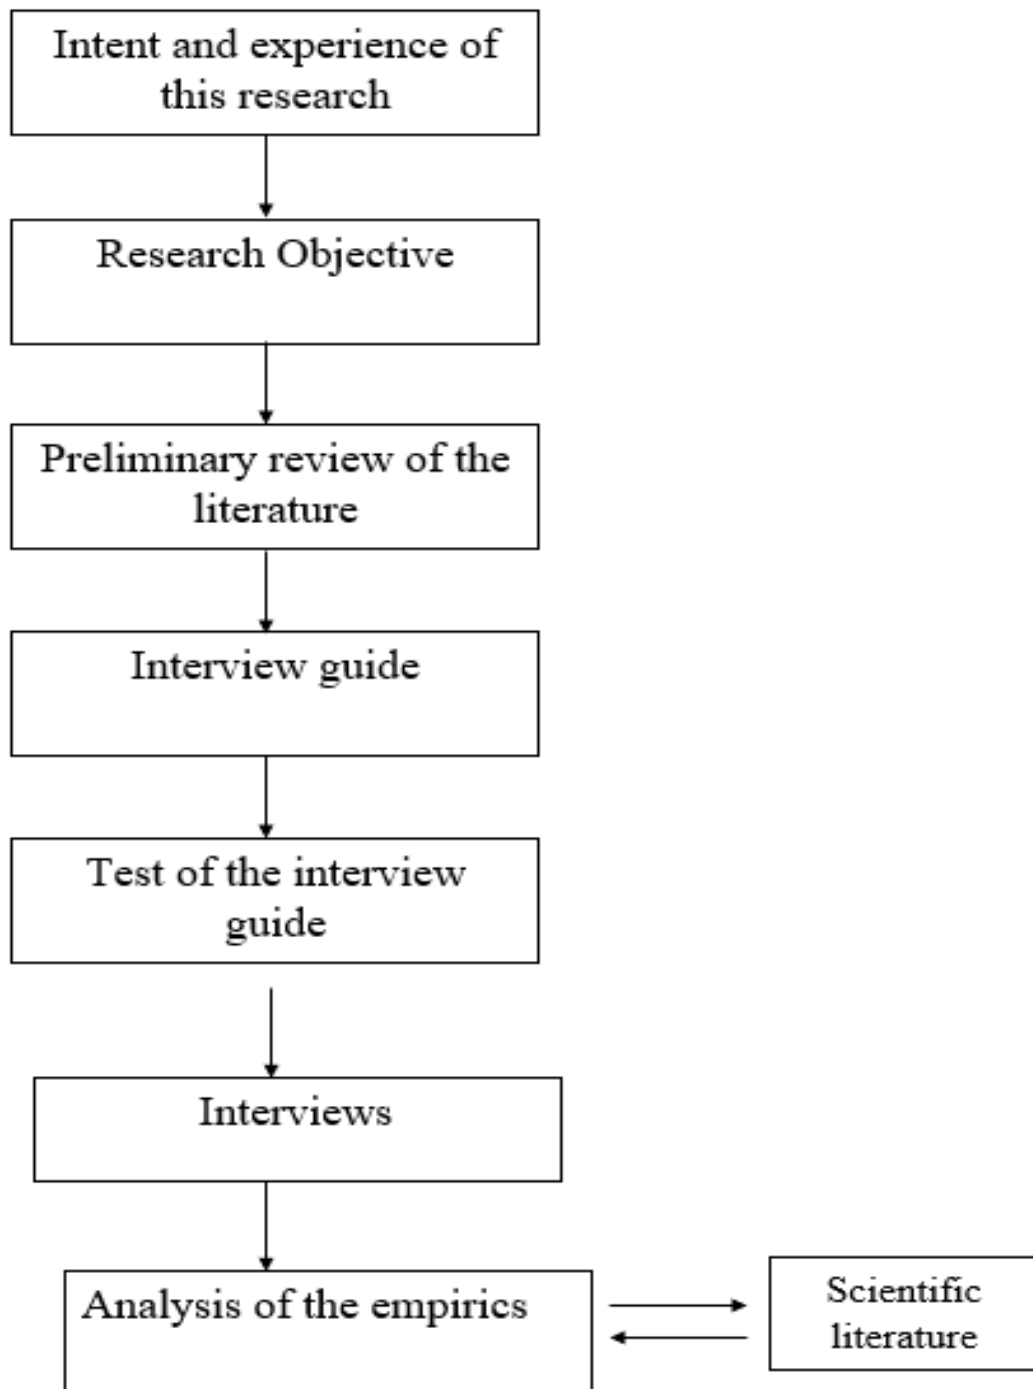 Intent and experience of
this research
Research Objective
Preliminary review of the
literature
Interview guide
Test of the interview
guide
Interviews
Analysis of the empirics
Scientific
literature